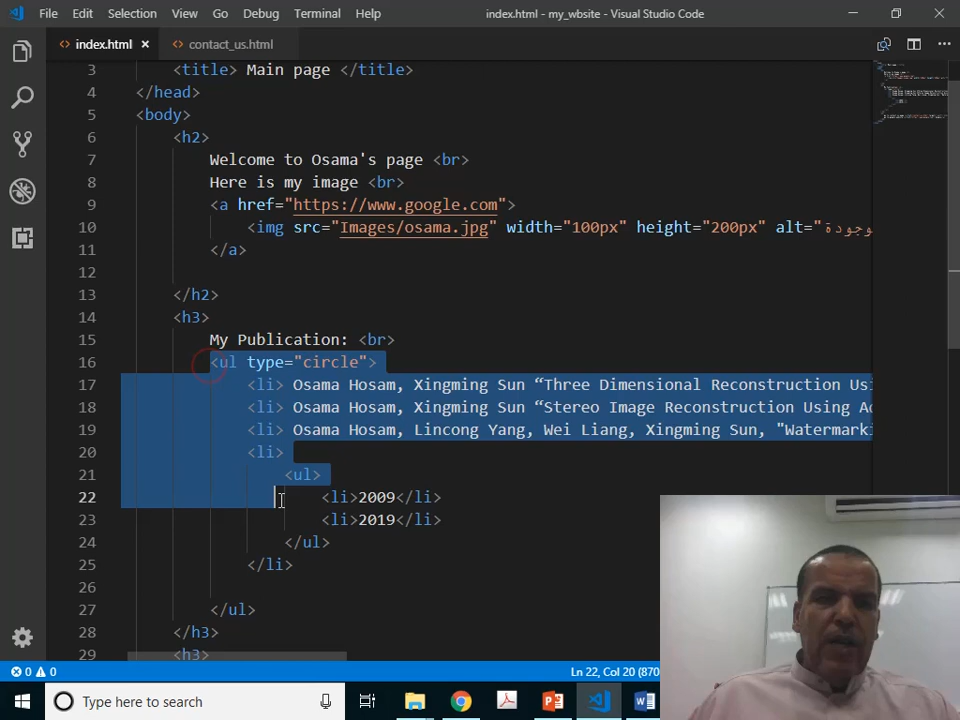 File Edit Selection View Go Debug Terminal Help index.html - my_wbsite - Visual Studio Code
index.html contact_us.html
3 <title> Main page </title>
4 </head>
5 <body>
6 <h2>
7 Welcome to Osama's page <br>
8 Here is my image <br>
9 <a href="https://www.google.com">
10 <img src="Images/osama.jpg" width="100px" height="200px" alt="
11 </a>
12
13 </h2>
14 <h3>
15 My Publication: <br>
16 <ul type="circle">
17 <li> Osama Hosam, Xingming Sun “Three Dimensional Reconstruction Us
18 <li> Osama Hosam, Xingming Sun “Stereo Image Reconstruction Using A
19 <li> Osama Hosam, Lincong Yang, Wei Liang, Xingming Sun, "Watermark
20 <li>
21 <ul>
22 <li>2009</li>
23 <li>2019</li>
24 </ul>
25 </li>
26
27 </ul>
28 </h3>
29 <h3>
0 0 Ln 22, Col 20 (870
Type here to search